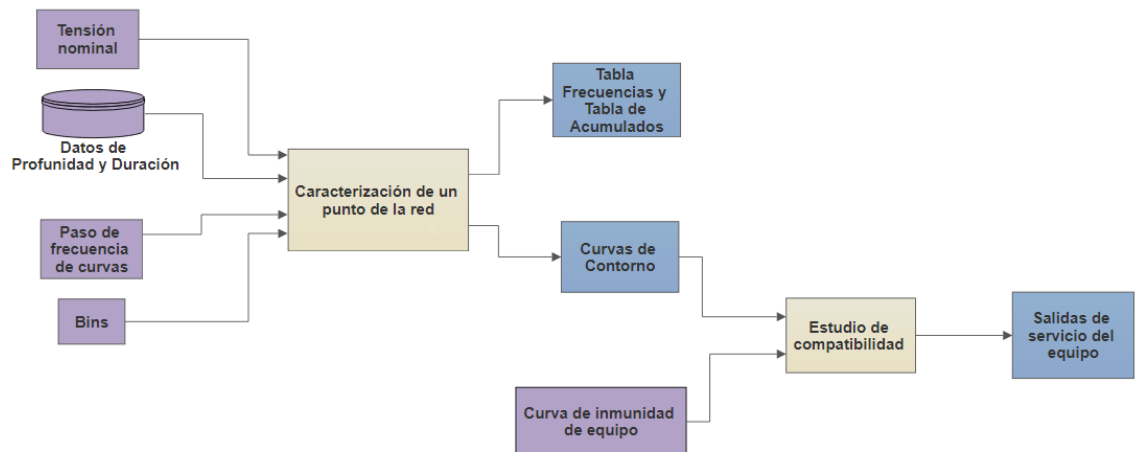 Tensión
nominal
Datos de
Profunidad y Duración
Paso de
frecuencia
de curvas
Bins
Caracterización de un
punto de la red
Tabla
Frecuencias y
Tabla de
Acumulados
Curvas de
Contorno
Curva de inmunidad
de equipo
Estudio de
compatibilidad
Salidas de
servicio del
equipo